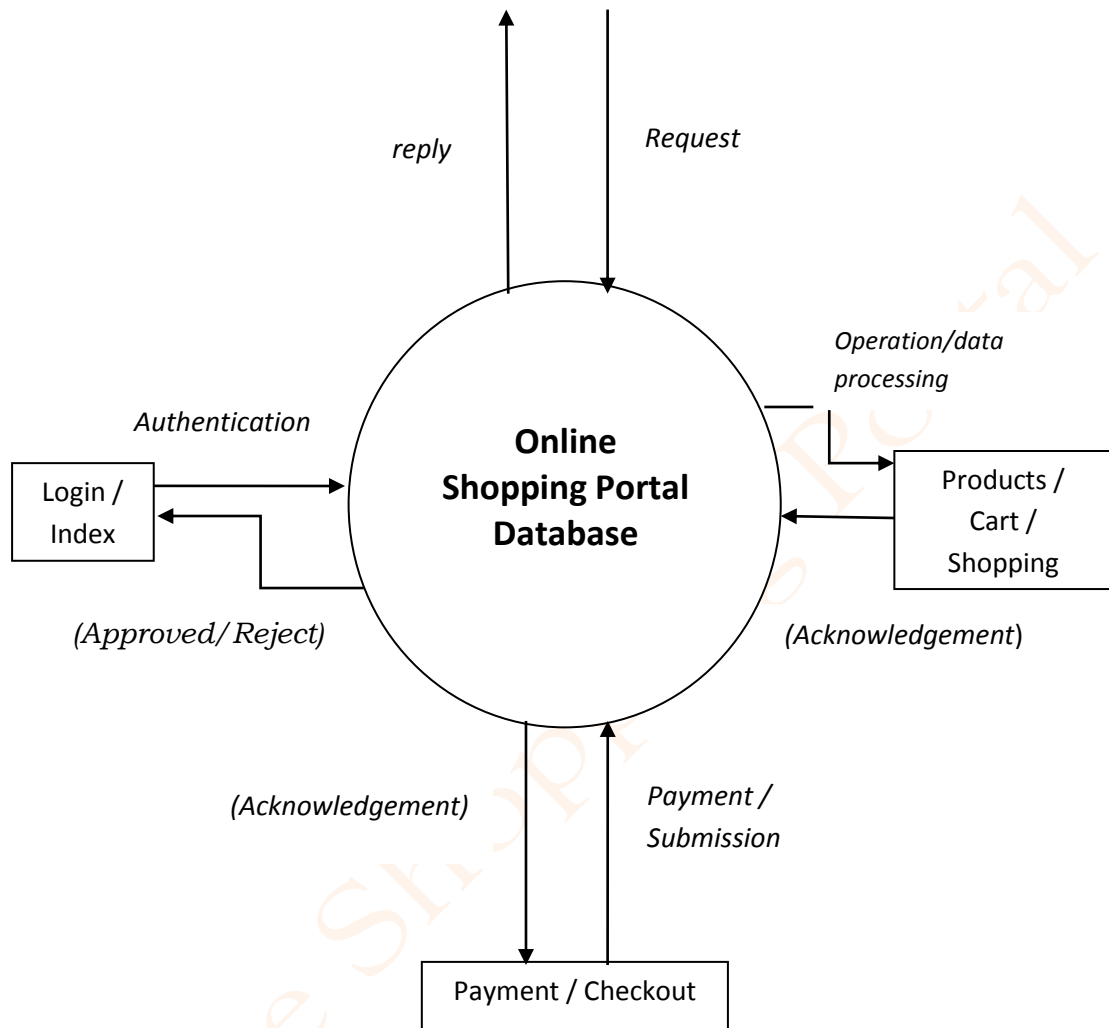 reply
Request
Operation/data
processing
Authentication
Online
Shopping Portal
Database
Login /
Index
Products /
Cart /
Shopping
(Approved/ Reject)
(Acknowledgement)
(Acknowledgement)
Payment /
Submission
Payment / Checkout